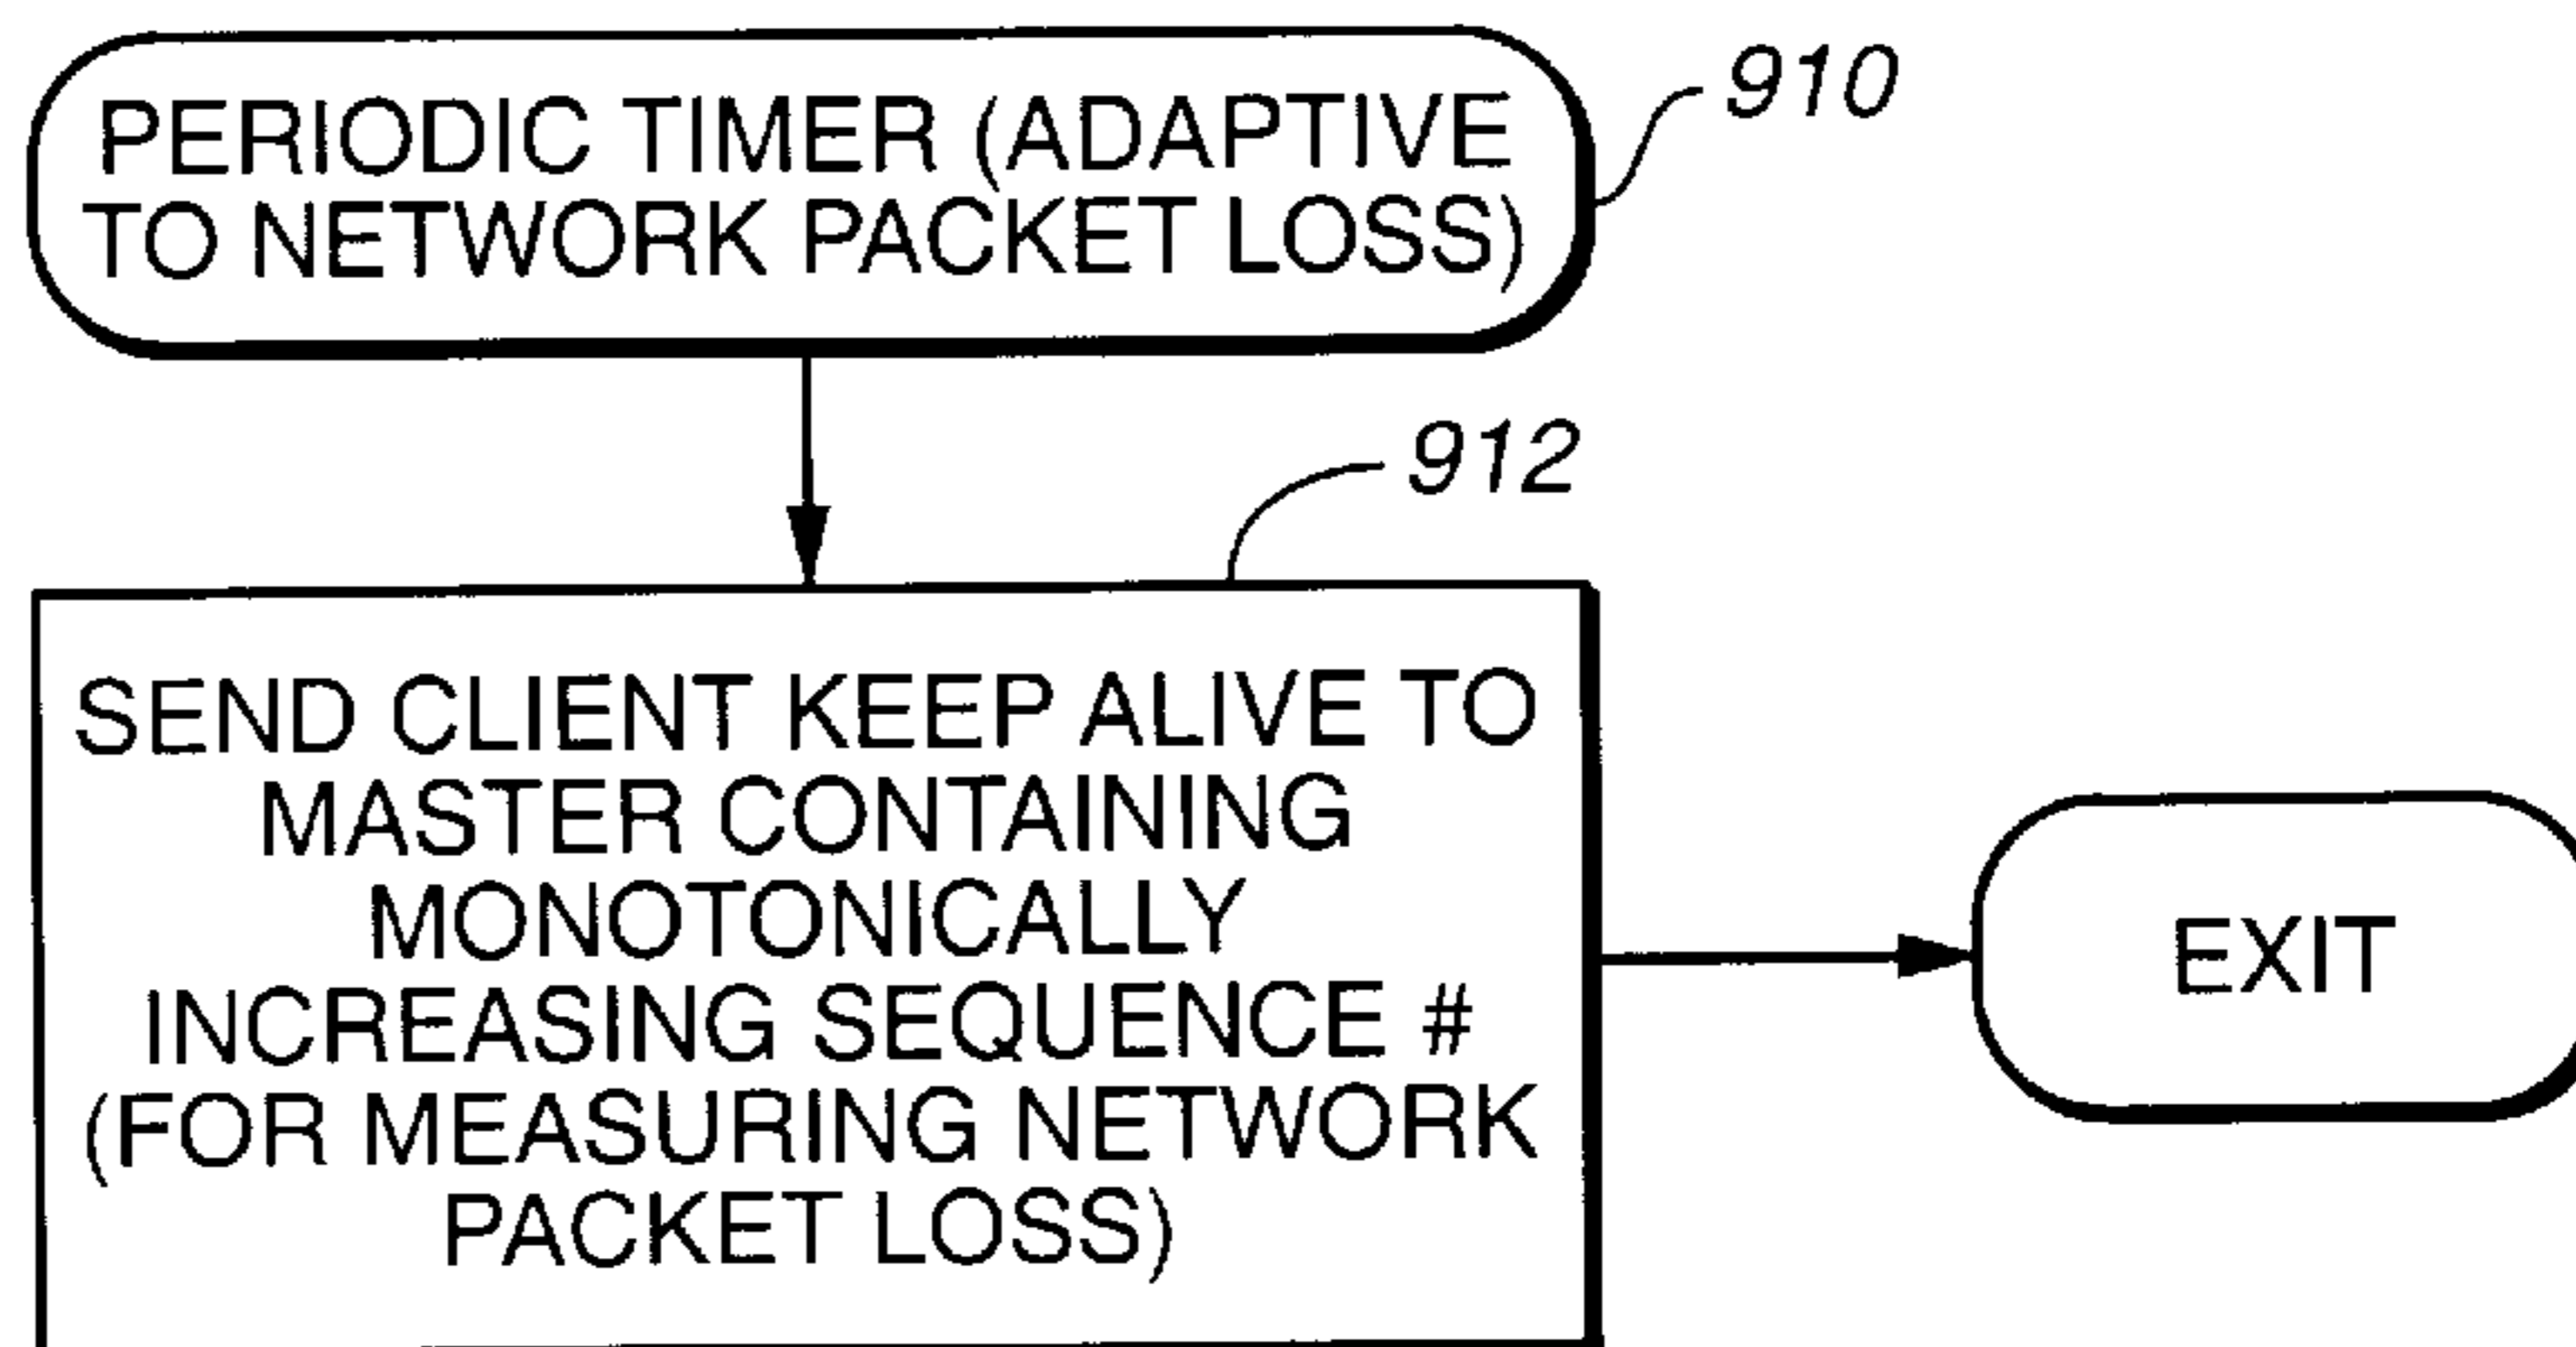 PERIODIC TIMER (ADAPTIVE
TO NETWORK PACKET LOSS)
910
912
SEND CLIENT KEEP ALIVE TO
MASTER CONTAINING
MONOTONICALLY
INCREASING SEQUENCE #
(FOR MEASURING NETWORK
PACKET LOSS)
EXIT